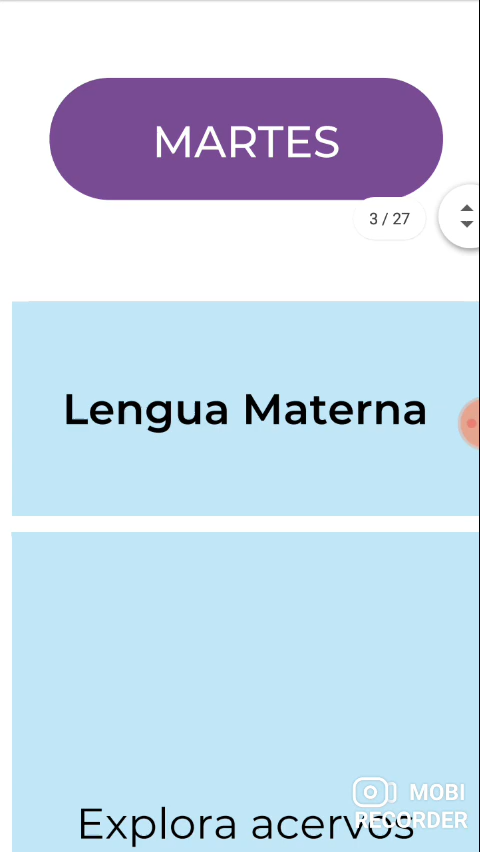 MARTES
3 / 27
Lengua Materna
Explora acervos
MOBI
RECORDER